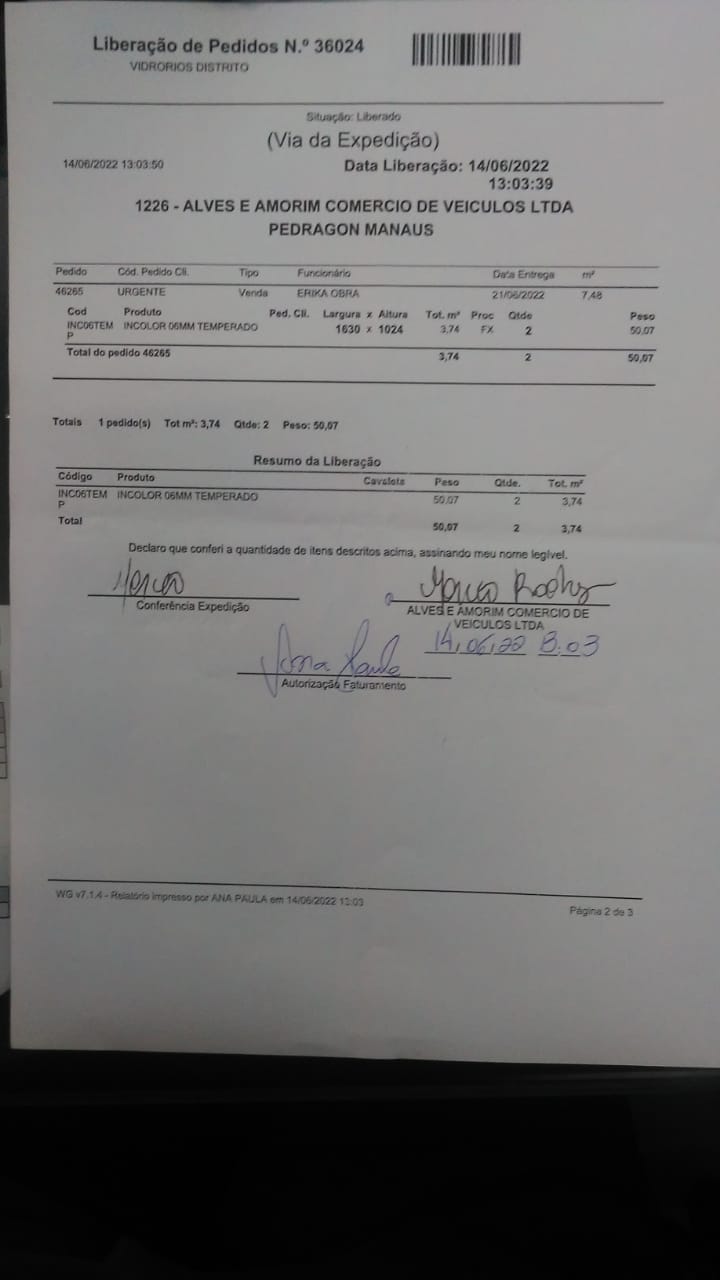 Liberação de Pedidos N.º 36024
VIDRORIOS DISTRITO
Situação: Liberado
(Via da Expedição)
14/06/2022 13:03:50 Data Liberação: 14/06/2022
13:03:39
1226 - ALVES E AMORIM COMERCIO DE VEICULOS LTDA
PEDRAGON MANAUS
Pedido Cód. Pedido Cli. Tipo Funcionário Data Entrega m²
46265 URGENTE Venda ERIKA OBRA 21/06/2022 7,48
Cod Produto Ped. Cli. Largura x Altura Tot. m² Proc Qtde Peso
INC06TEM INCOLOR 06MM TEMPERADO 1630 x 1024 3,74 FX 2 50,07
P
Total do pedido 46265 3,74 2 50,07
Totais 1 pedido(s) Tot m²: 3,74 Qtde: 2 Peso: 50,07
Resumo da Liberação
Código Produto Cavalete Peso Qtde. Tot. m²
INC06TEM INCOLOR 06MM TEMPERADO 50,07 2 3,74
P
Total 50,07 2 3,74
Declaro que conferi a quantidade de itens descritos acima, assinando meu nome legível.
Conferência Expedição
ALVES E AMORIM COMERCIO DE
VEICULOS LTDA
14,06,22 13:03
Ana Paula
Autorização Faturamento
WG v7.1.4 - Relatório impresso por ANA PAULA em 14/06/2022 13:03
Página 2 de 3